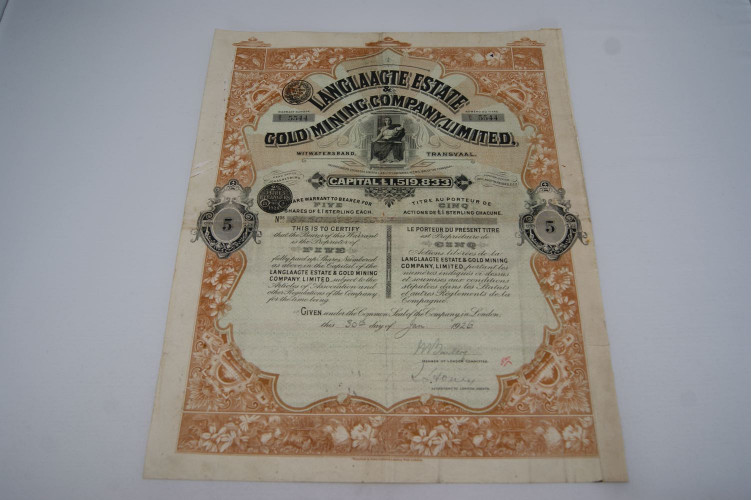 LANGLAAGTE ESTATE
&
GOLD MINING COMPANY, LIMITED,
5544
5544
WITWATERSRAND,
TRANSVAAL.
CAPITAL £1,519,833
SHARE WARRANT TO BEARER FOR
FIVE
SHARES OF £1 STERLING EACH.
TITRE AU PORTEUR DE
CINQ
ACTIONS DE £1 STERLING CHACUNE.
5
5
THIS IS TO CERTIFY
that the Bearer of this Warrant
is the Proprietor of
FIVE
fully paid up Shares Numbered
as above in the Capital of the
LANGLAAGTE ESTATE & GOLD MINING
COMPANY, LIMITED, subject to the
Articles of Association and
other Regulations of the Company
for the time being.
LE PORTEUR DU PRÉSENT TITRE
est Propriétaire de
CINQ
Actions libérées de la
LANGLAAGTE ESTATE & GOLD MINING
COMPANY, LIMITED, portant les
numéros indiqués ci-dessus
et soumises aux conditions
stipulées dans les Statuts
et autres Règlements de la
Compagnie.
GIVEN under the Common Seal of the Company, in London
this 30th day of Jan 1926
MEMBER OF LONDON COMMITTEE.